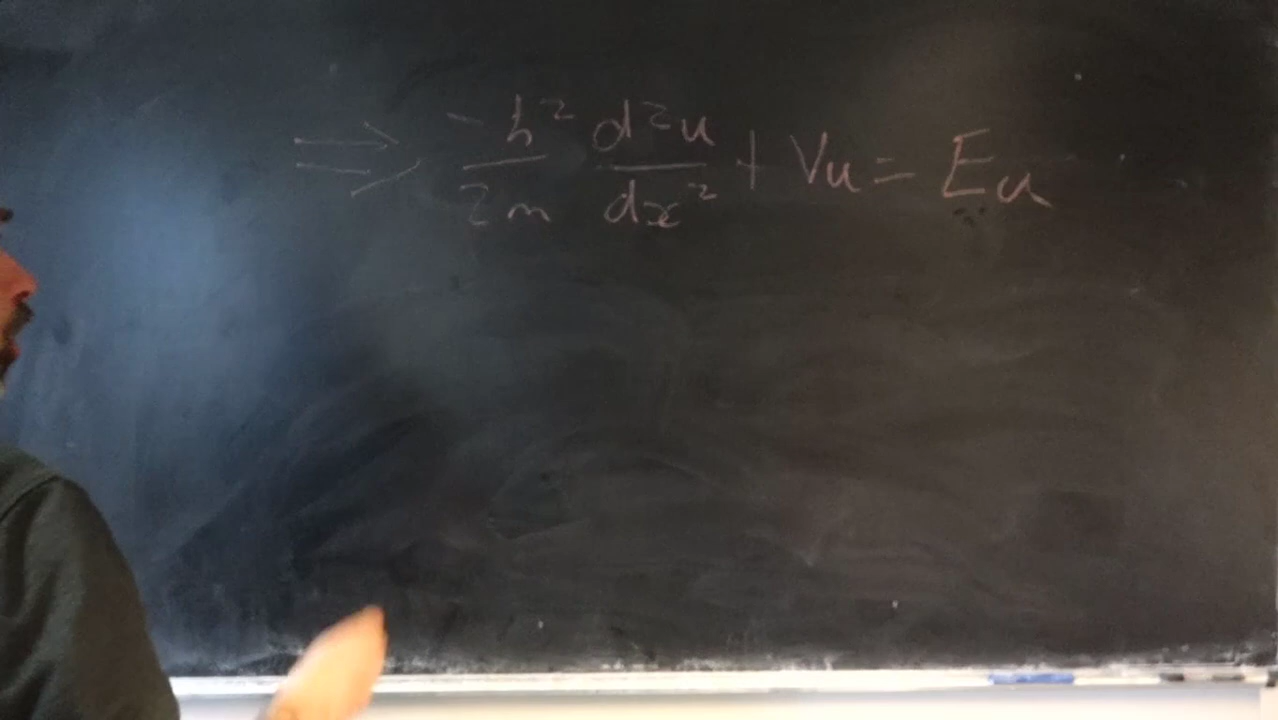 ⇒ -ħ²/2m d²u/dx² + Vu = Eu